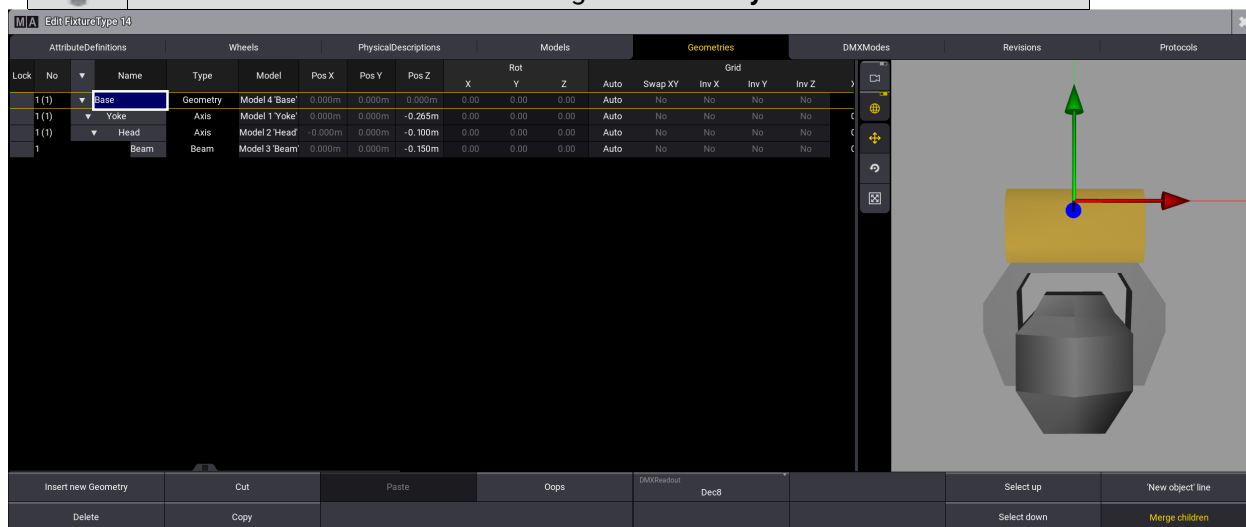 MA Edit FixtureType 14
AttributeDefinitions Wheels PhysicalDescriptions Models Geometries DMXModes Revisions Protocols
Lock No Name Type Model Pos X Pos Y Pos Z Rot Grid
X Y Z Auto Swap XY Inv X Inv Y Inv Z
1 (1) Base Geometry Model 4 'Base' 0.000m 0.000m 0.000m 0.00 0.00 0.00 Auto No No No No
1 (1) Yoke Axis Model 1 'Yoke' 0.000m 0.000m -0.265m 0.00 0.00 0.00 Auto No No No No
1 (1) Head Axis Model 2 'Head' -0.000m 0.000m -0.100m 0.00 0.00 0.00 Auto No No No No
1 Beam Beam Model 3 'Beam' 0.000m 0.000m -0.150m 0.00 0.00 0.00 Auto No No No No
Insert new Geometry Cut Paste Oops DMXReadout Dec8 Select up 'New object' line
Delete Copy Select down Merge children